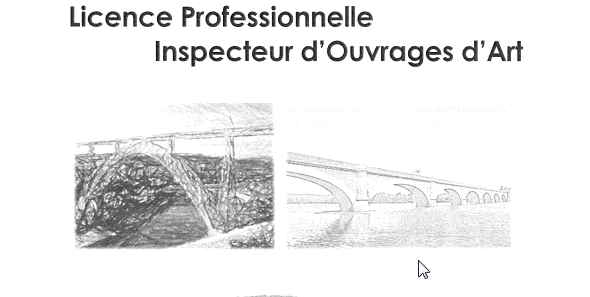 Licence Professionnelle
Inspecteur d’Ouvrages d’Art